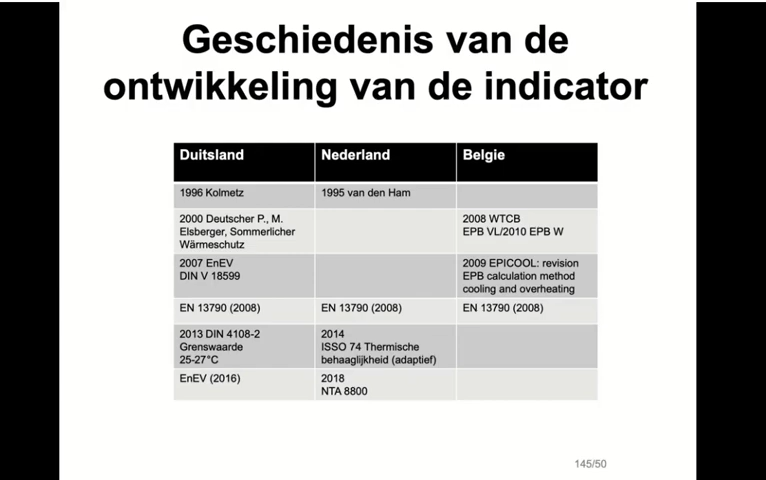 Geschiedenis van de
ontwikkeling van de indicator
Duitsland
Nederland
Belgie
1996 Kolmetz
1995 van den Ham
2000 Deutscher P., M.
Elsberger, Sommerlicher
Wärmeschutz
2008 WTCB
EPB VL/2010 EPB W
2007 EnEV
DIN V 18599
2009 EPICOOL: revision
EPB calculation method
cooling and overheating
EN 13790 (2008)
EN 13790 (2008)
EN 13790 (2008)
2013 DIN 4108-2
Grenswaarde
25-27°C
2014
ISSO 74 Thermische
behaaglijkheid (adaptief)
EnEV (2016)
2018
NTA 8800
145/50